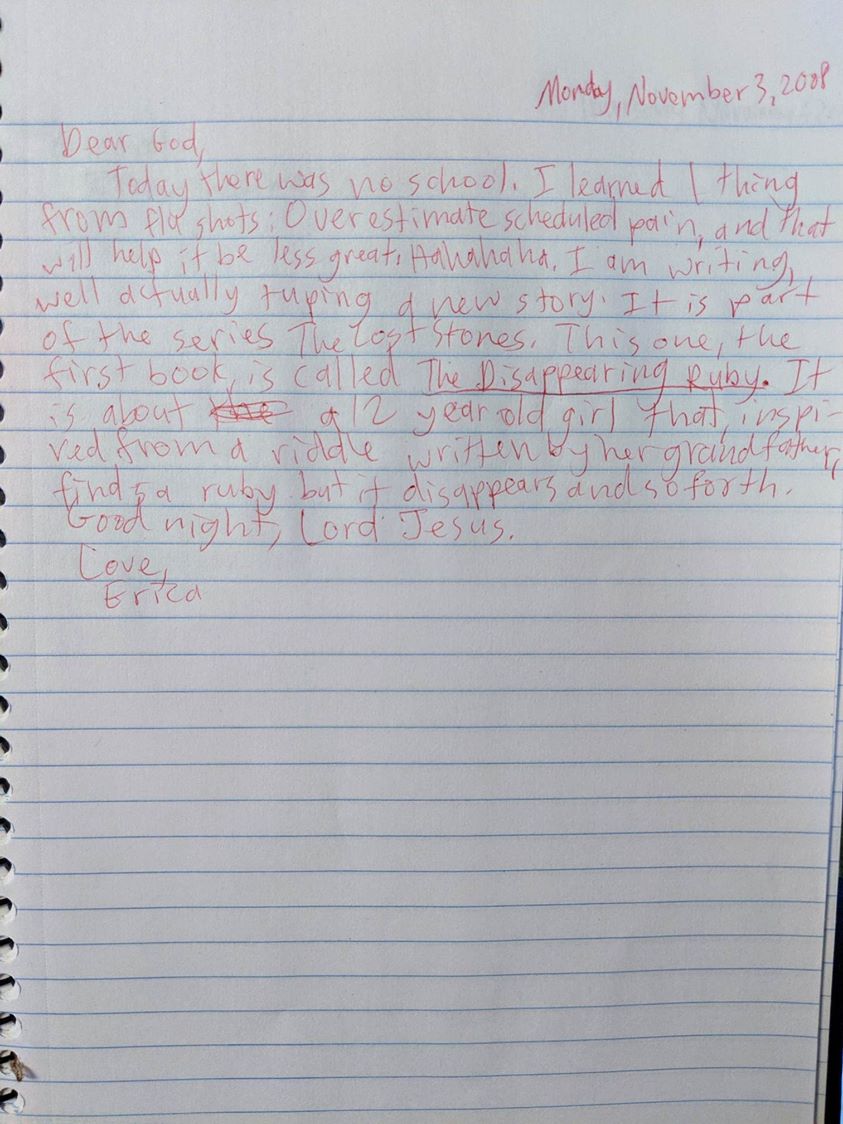 Monday, November 3, 2008
Dear God,
Today there was no school. I learned 1 thing
from flu shots: Overestimate scheduled pain, and that
will help it be less great. Hahahaha. I am writing,
well actually typing a new story. It is part
of the series The Lost Stones. This one, the
first book, is called The Disappearing Ruby. It
is about the a 12 year old girl that, inspi-
red from a riddle written by her grandfather,
finds a ruby but it disappears and so forth.
Good night, Lord Jesus.
Love,
Erica